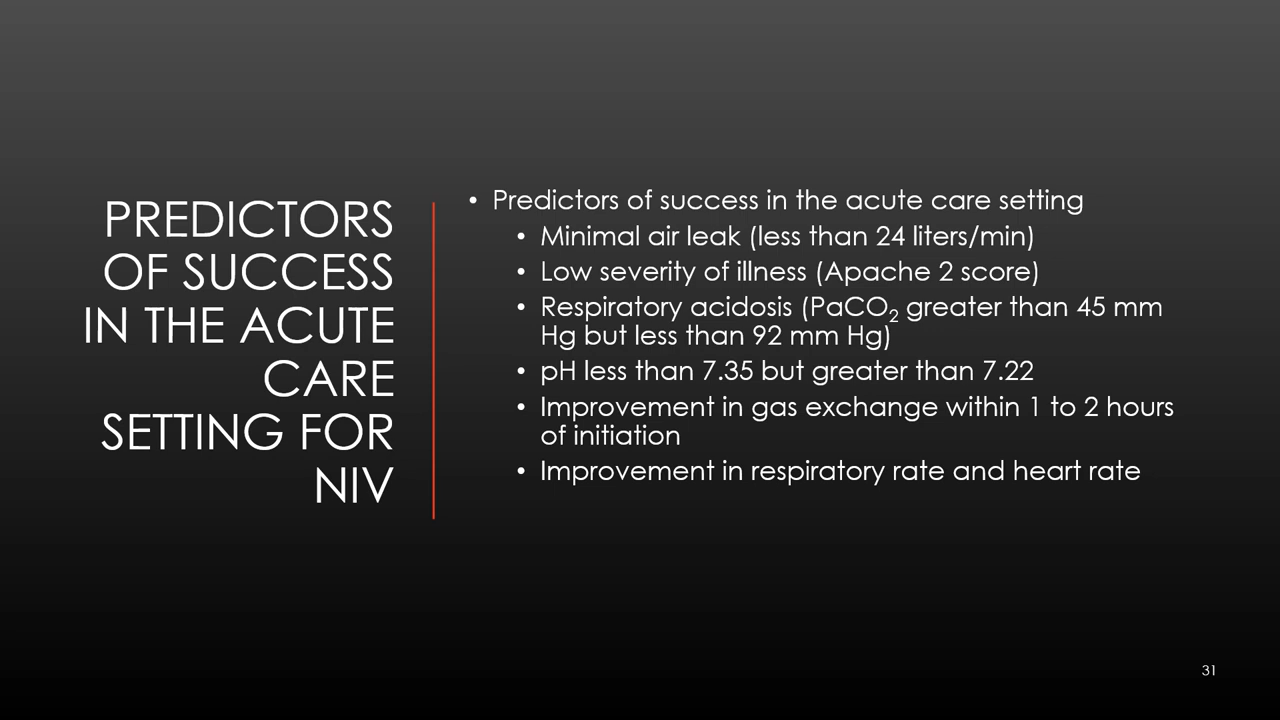 PREDICTORS
OF SUCCESS
IN THE ACUTE
CARE
SETTING FOR
NIV
• Predictors of success in the acute care setting
• Minimal air leak (less than 24 liters/min)
• Low severity of illness (Apache 2 score)
• Respiratory acidosis (PaCO₂ greater than 45 mm
Hg but less than 92 mm Hg)
• pH less than 7.35 but greater than 7.22
• Improvement in gas exchange within 1 to 2 hours
of initiation
• Improvement in respiratory rate and heart rate
31